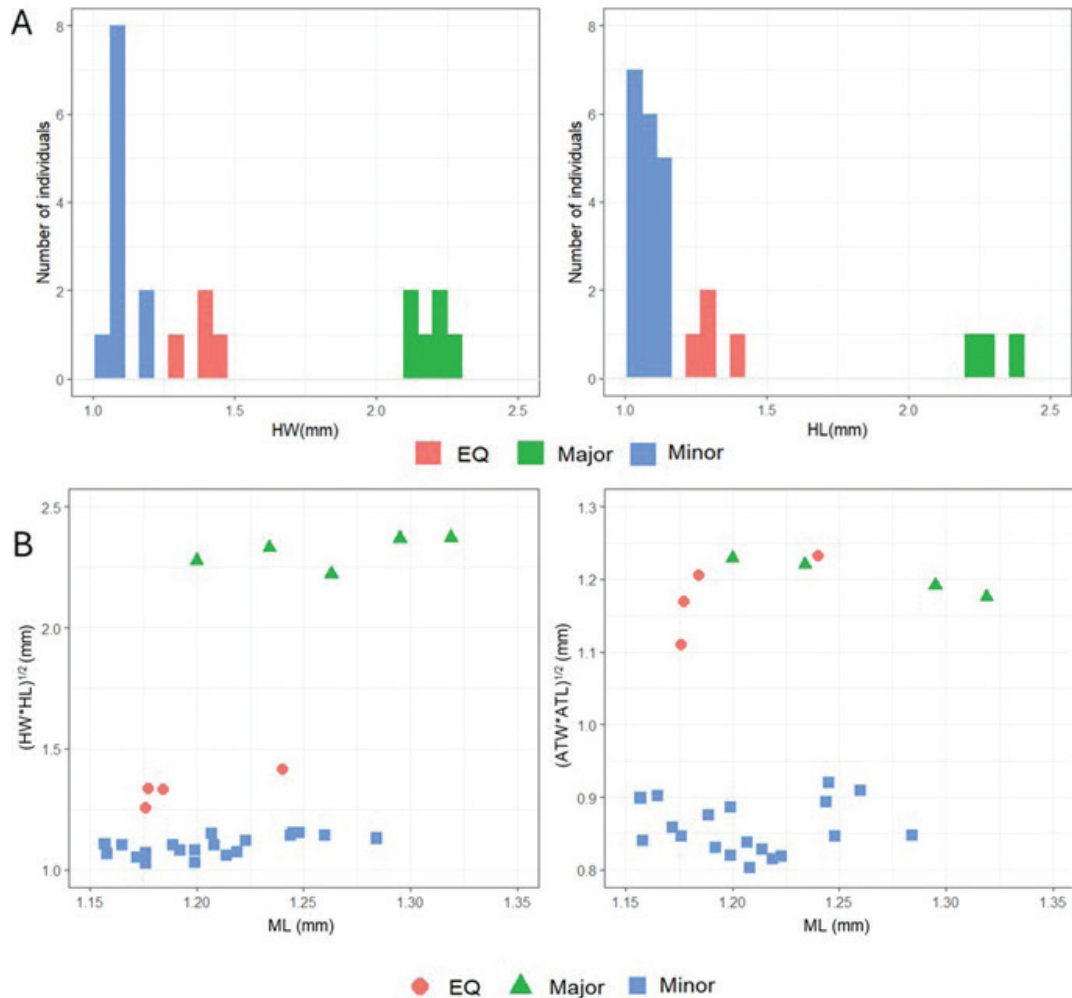 A
8
6
4
2
0
Number of individuals
1.0 1.5 2.0 2.5
HW(mm)
8
6
4
2
0
Number of individuals
1.0 1.5 2.0 2.5
HL(mm)
EQ Major Minor
B
2.5
2.0
1.5
1.0
(HW*HL)^1/2 (mm)
1.15 1.20 1.25 1.30 1.35
ML (mm)
1.3
1.2
1.1
1.0
0.9
0.8
(ATW*ATL)^1/2 (mm)
1.15 1.20 1.25 1.30 1.35
ML (mm)
EQ Major Minor